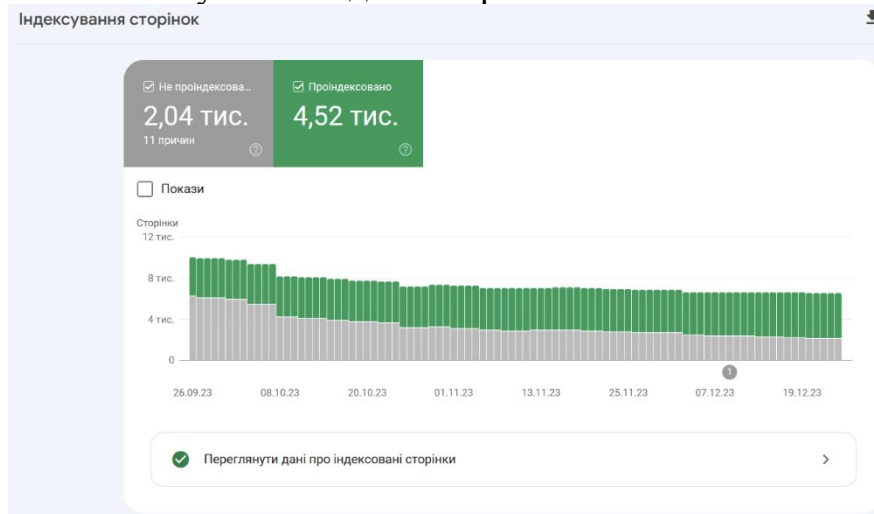 Індексування сторінок
Не проіндексова...
Проіндексовано
2,04 тис.
4,52 тис.
11 причин
Покази
Сторінки
12 тис.
8 тис.
4 тис.
0
1
26.09.23 08.10.23 20.10.23 01.11.23 13.11.23 25.11.23 07.12.23 19.12.23
Переглянути дані про індексовані сторінки